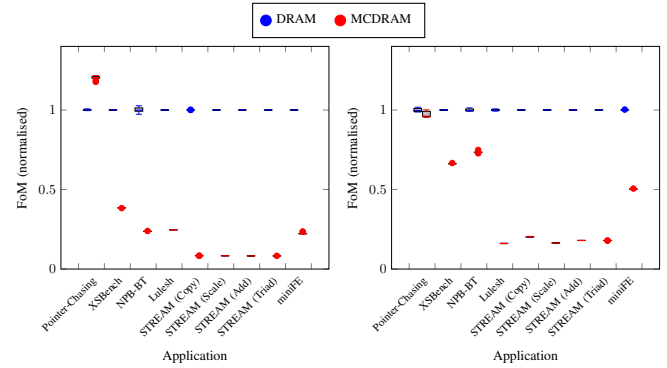 DRAM MCDRAM
FoM (normalised)
1
0.5
0
Pointer-Chasing
XSBench
NPB-BT
Lulesh
STREAM (Copy)
STREAM (Scale)
STREAM (Add)
STREAM (Triad)
miniFE
Application
FoM (normalised)
1
0.5
0
Pointer-Chasing
XSBench
NPB-BT
Lulesh
STREAM (Copy)
STREAM (Scale)
STREAM (Add)
STREAM (Triad)
miniFE
Application